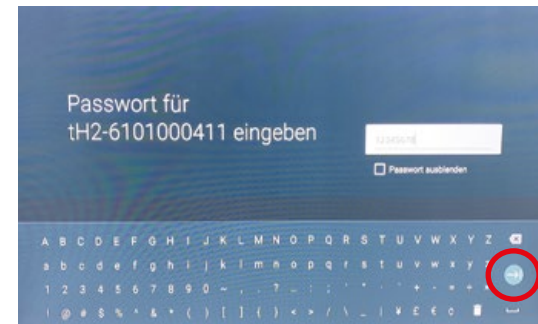 Passwort für
tH2-6101000411 eingeben
12345678
Passwort ausblenden
A B C D E F G H I J K L M N O P Q R S T U V W X Y Z
a b c d e f g h i j k l m n o p q r s t u v w x y z
1 2 3 4 5 6 7 8 9 0
! @ # $ % ^ & * ( ) [ ] { } < > / \ _ | ¥ £ € ¢